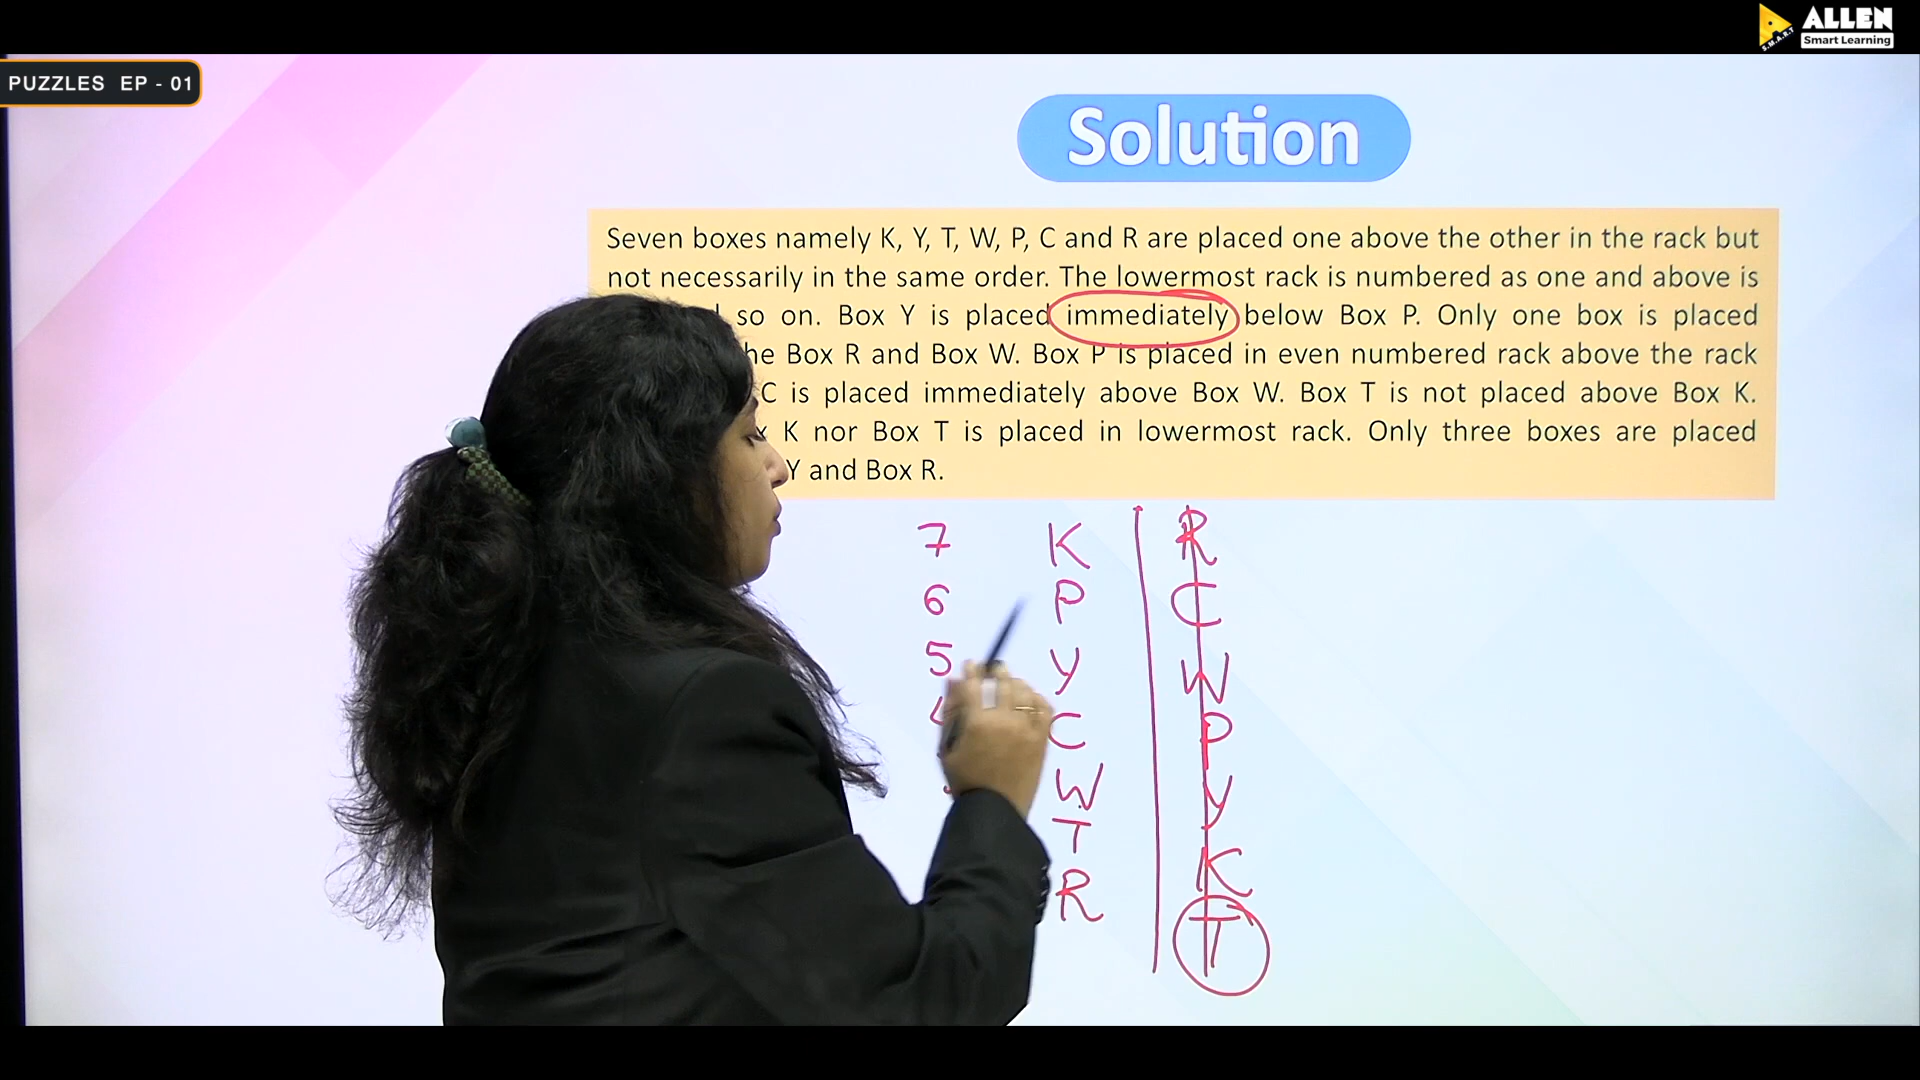 ALLEN
S.M.A.R.T
Smart Learning
PUZZLES EP - 01
Solution
Seven boxes namely K, Y, T, W, P, C and R are placed one above the other in the rack but
not necessarily in the same order. The lowermost rack is numbered as one and above is
so on. Box Y is placed immediately below Box P. Only one box is placed
he Box R and Box W. Box P is placed in even numbered rack above the rack
C is placed immediately above Box W. Box T is not placed above Box K.
K nor Box T is placed in lowermost rack. Only three boxes are placed
Y and Box R.
7 K R
6 P C
5 Y W
C P
W Y
T K
R T